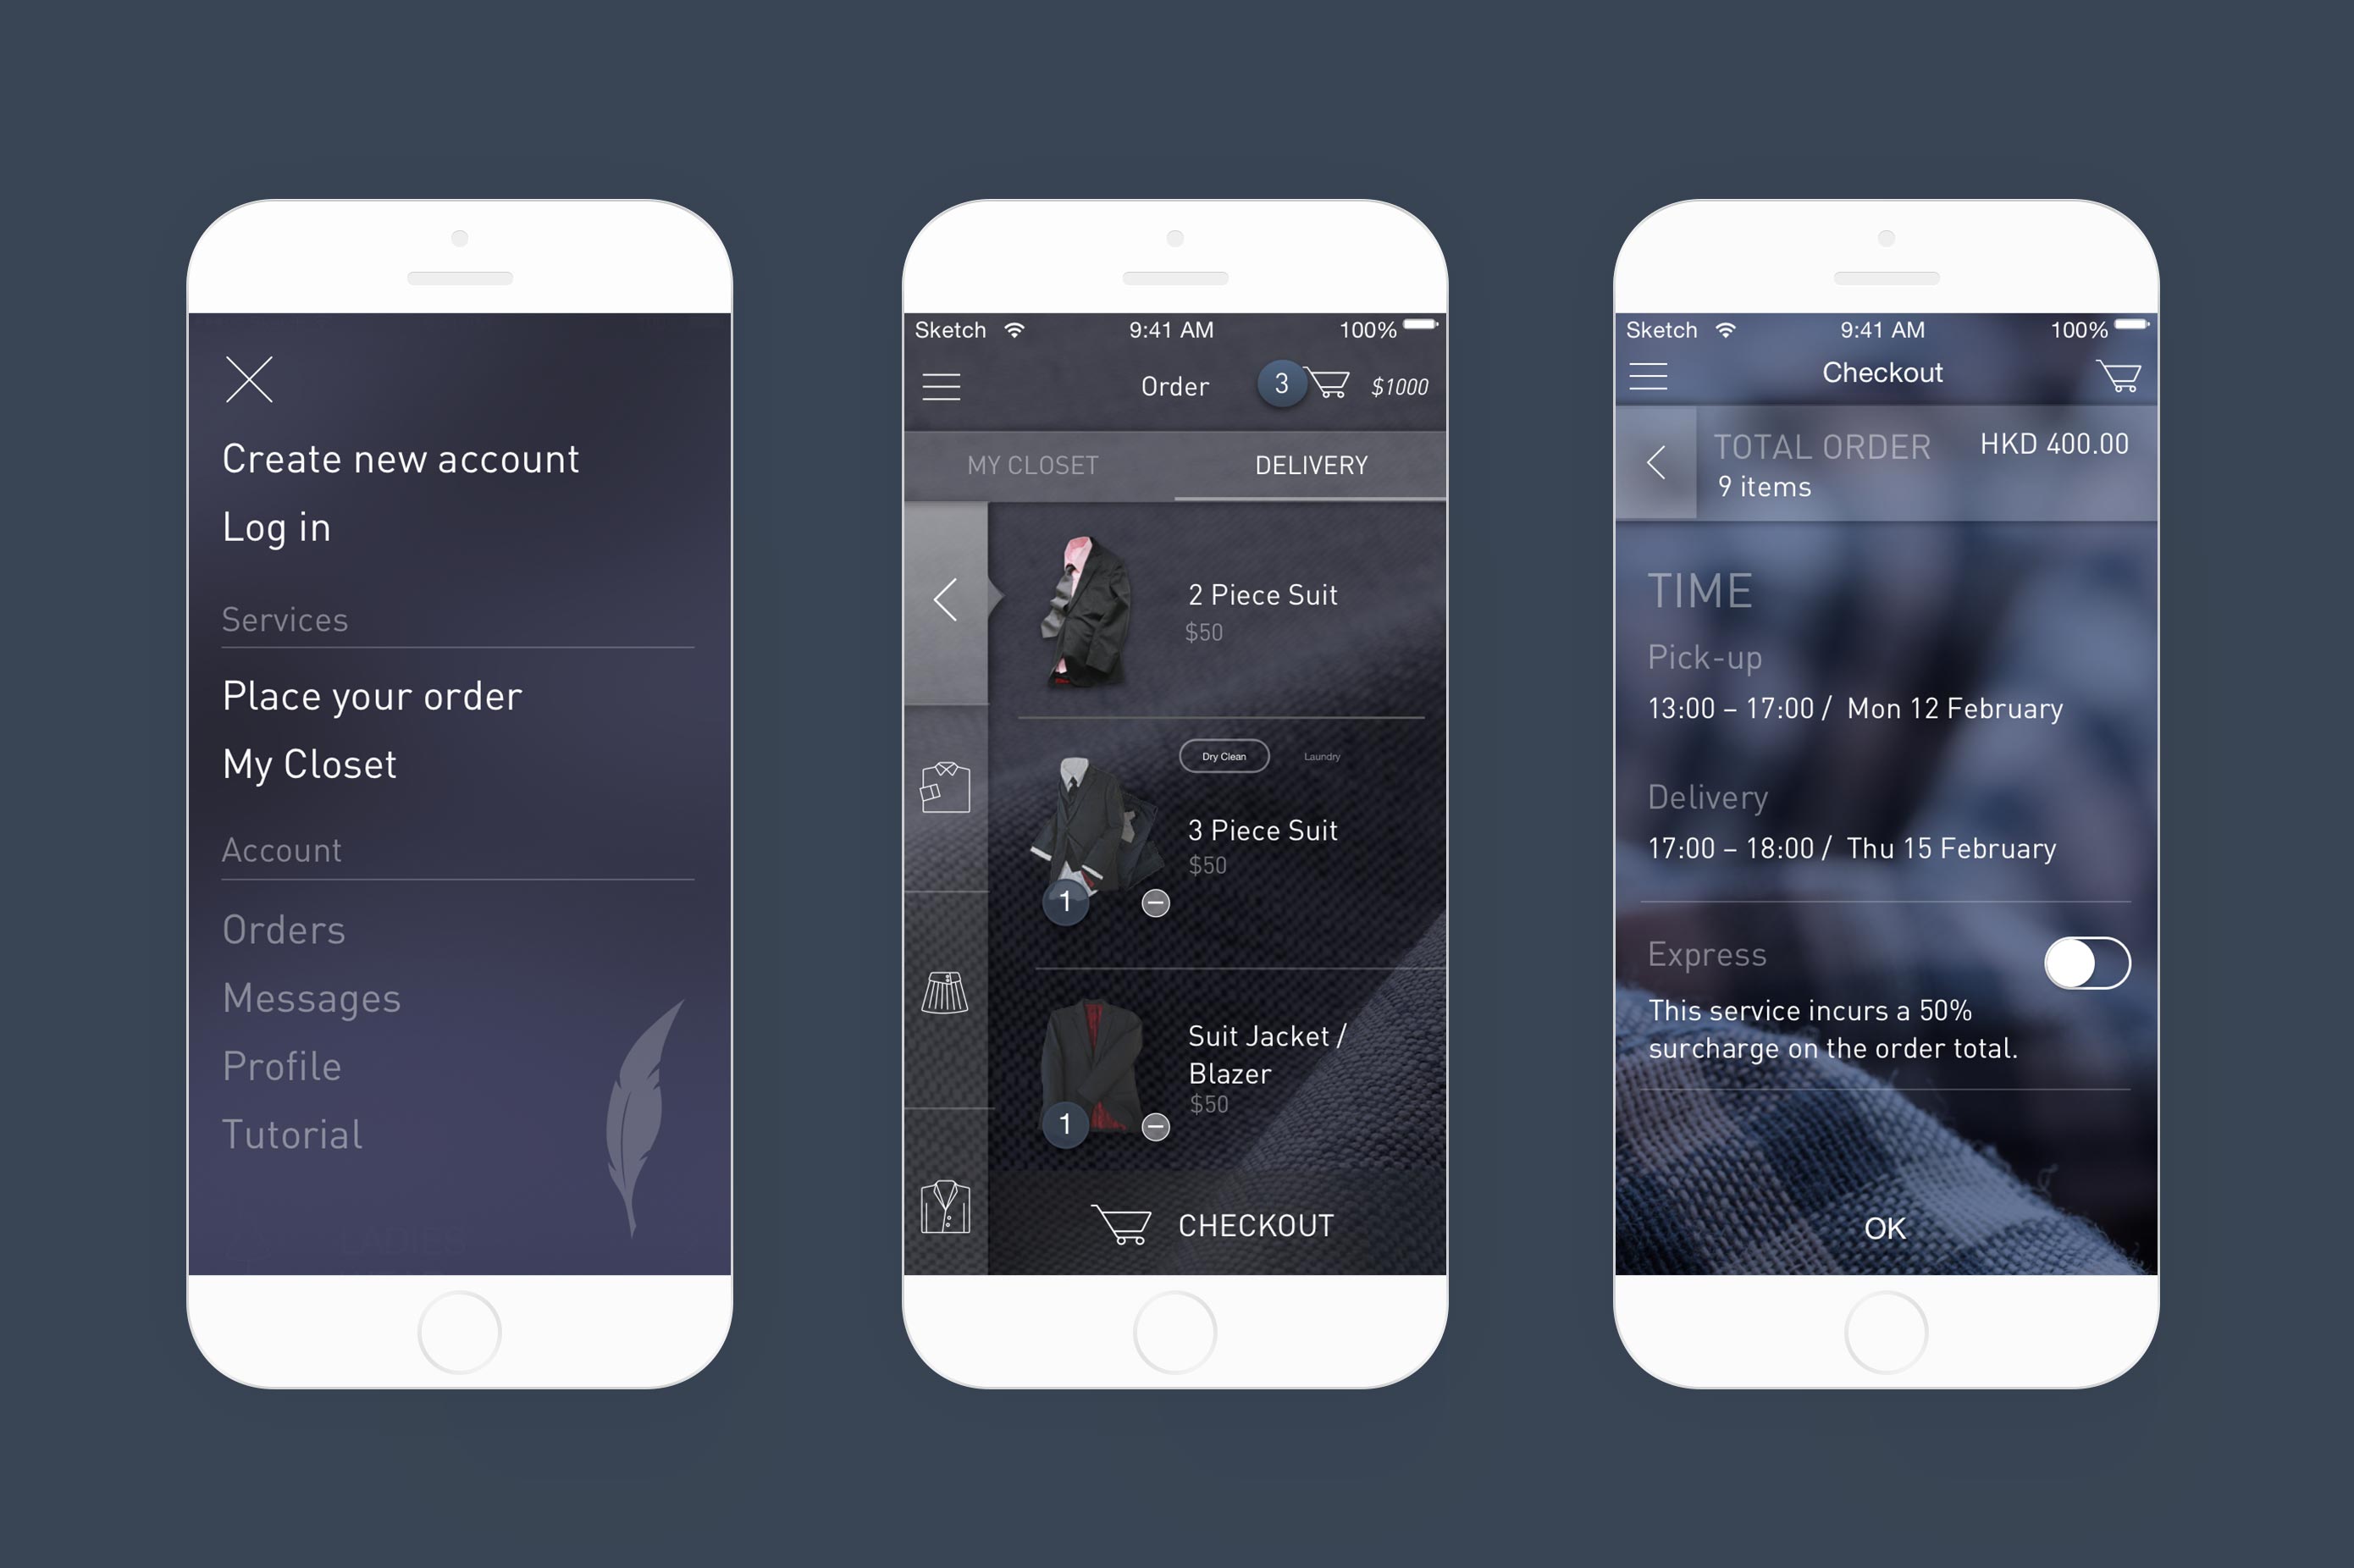 Create new account
Log in
Services
Place your order
My Closet
Account
Orders
Messages
Profile
Tutorial
LADIES
Sketch 9:41 AM 100%
Order 3 $1000
MY CLOSET DELIVERY
2 Piece Suit
$50
Dry Clean Laundry
3 Piece Suit
$50
1
Suit Jacket /
Blazer
$50
1
CHECKOUT
Sketch 9:41 AM 100%
Checkout
TOTAL ORDER HKD 400.00
9 items
TIME
Pick-up
13:00 – 17:00 / Mon 12 February
Delivery
17:00 – 18:00 / Thu 15 February
Express
This service incurs a 50%
surcharge on the order total.
OK